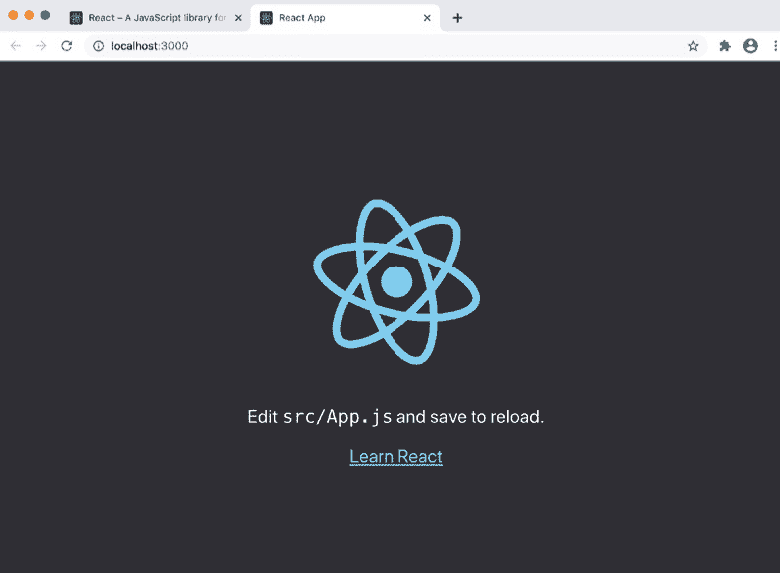 React – A JavaScript library for
React App
localhost:3000
Edit src/App.js and save to reload.
Learn React